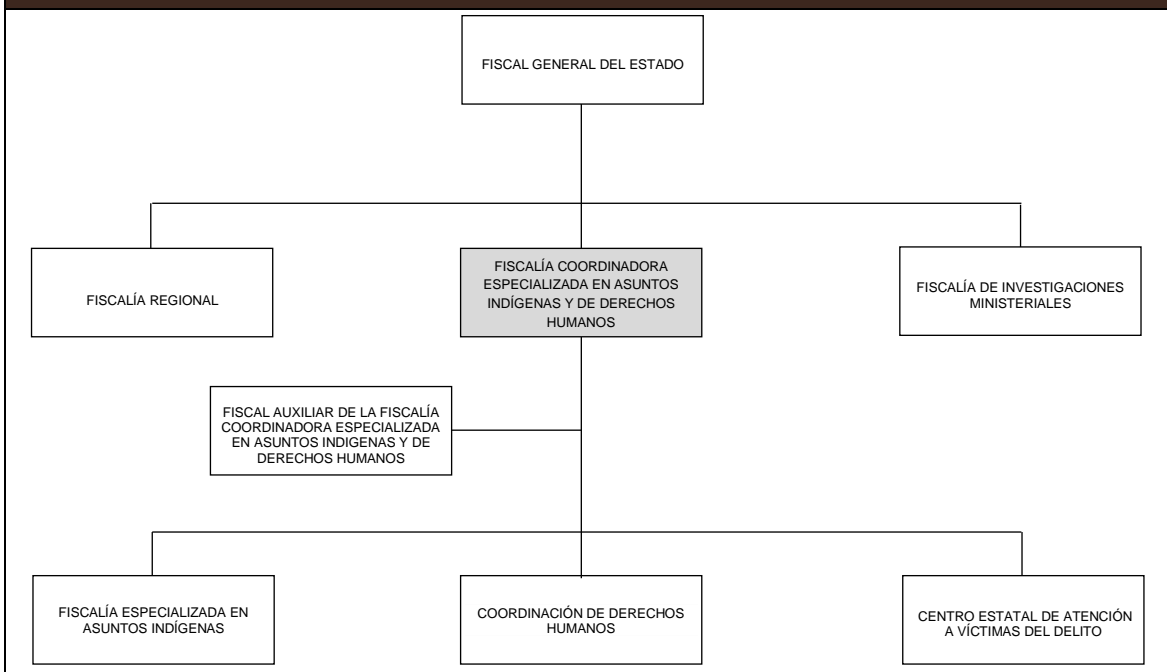 FISCAL GENERAL DEL ESTADO
FISCALÍA REGIONAL
FISCALÍA COORDINADORA
ESPECIALIZADA EN ASUNTOS
INDÍGENAS Y DE DERECHOS
HUMANOS
FISCALÍA DE INVESTIGACIONES
MINISTERIALES
FISCAL AUXILIAR DE LA FISCALÍA
COORDINADORA ESPECIALIZADA
EN ASUNTOS INDIGENAS Y DE
DERECHOS HUMANOS
FISCALÍA ESPECIALIZADA EN
ASUNTOS INDÍGENAS
COORDINACIÓN DE DERECHOS
HUMANOS
CENTRO ESTATAL DE ATENCIÓN
A VÍCTIMAS DEL DELITO